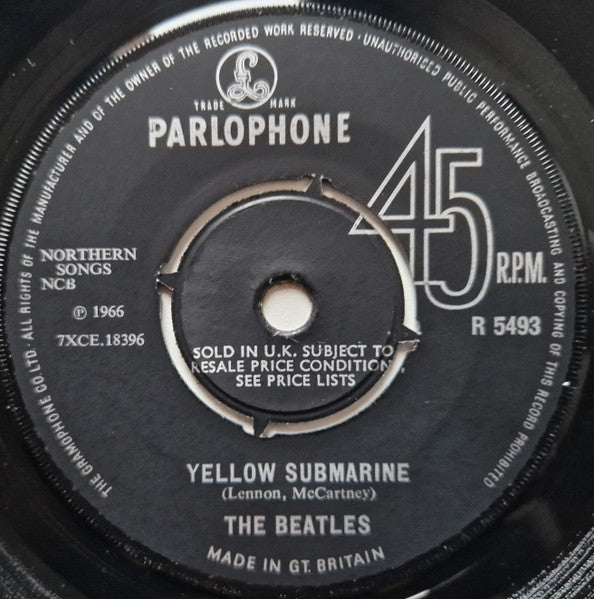 THE GRAMOPHONE CO. LTD. ALL RIGHTS OF THE MANUFACTURER AND OF THE OWNER OF THE RECORDED WORK RESERVED · UNAUTHORISED PUBLIC PERFORMANCE BROADCASTING AND COPYING OF THIS RECORD PROHIBITED
£
TRADE MARK
PARLOPHONE
45
R.P.M.
NORTHERN
SONGS
NCB
℗ 1966
7XCE.18396
R 5493
SOLD IN U.K. SUBJECT TO
RESALE PRICE CONDITIONS,
SEE PRICE LISTS
YELLOW SUBMARINE
(Lennon, McCartney)
THE BEATLES
MADE IN GT. BRITAIN